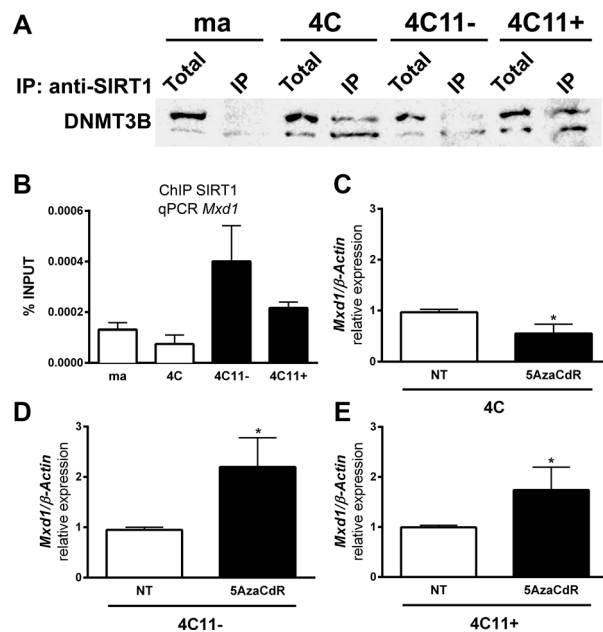 A
ma 4C 4C11- 4C11+
Total IP Total IP Total IP Total IP
IP: anti-SIRT1
DNMT3B
B
ChIP SIRT1
qPCR Mxd1
% INPUT
0.0006
0.0004
0.0002
0.0000
ma 4C 4C11- 4C11+
C
Mxd1/β-Actin
relative expression
3
2
1
0
NT 5AzaCdR
4C
*
D
Mxd1/β-Actin
relative expression
3
2
1
0
NT 5AzaCdR
4C11-
*
E
Mxd1/β-Actin
relative expression
3
2
1
0
NT 5AzaCdR
4C11+
*